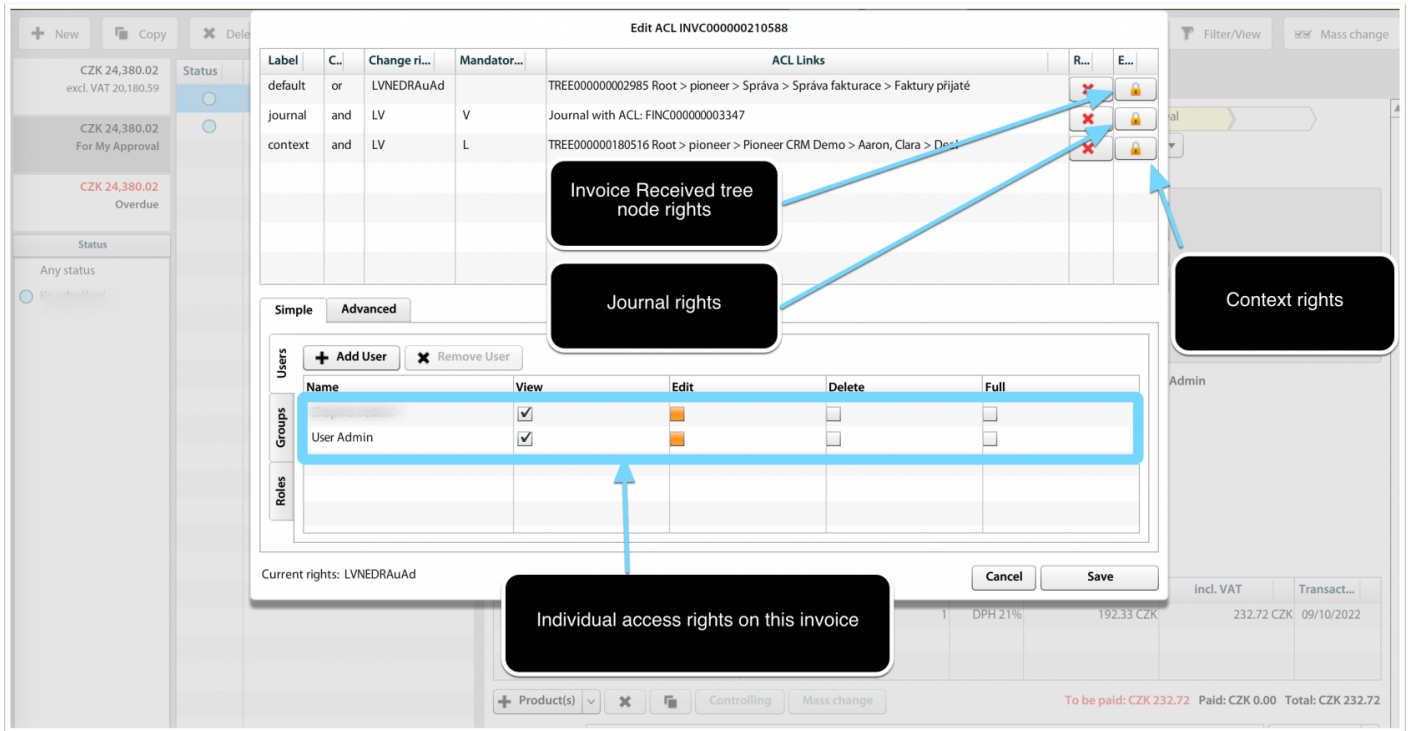 Edit ACL INVC000000210588
New
Copy
Dele
Filter/View
Mass change
CZK 24,380.02
excl. VAT 20,180.59
CZK 24,380.02
For My Approval
CZK 24,380.02
Overdue
Status
Any status
Status
Label C.. Change ri... Mandator... ACL Links R... E...
default or LVNEDRAuAd TREE000000002985 Root > pioneer > Správa > Správa fakturace > Faktury přijaté
journal and LV V Journal with ACL: FINC000000003347
context and LV L TREE000000180516 Root > pioneer > Pioneer CRM Demo > Aaron, Clara > Deal
Invoice Received tree
node rights
Journal rights
Context rights
Simple Advanced
Users
Groups
Roles
Add User Remove User
Name View Edit Delete Full
User Admin
Individual access rights on this invoice
Current rights: LVNEDRAuAd
Cancel Save
eal
Admin
incl. VAT Transact...
1 DPH 21% 192.33 CZK 232.72 CZK 09/10/2022
Product(s) Controlling Mass change
To be paid: CZK 232.72 Paid: CZK 0.00 Total: CZK 232.72